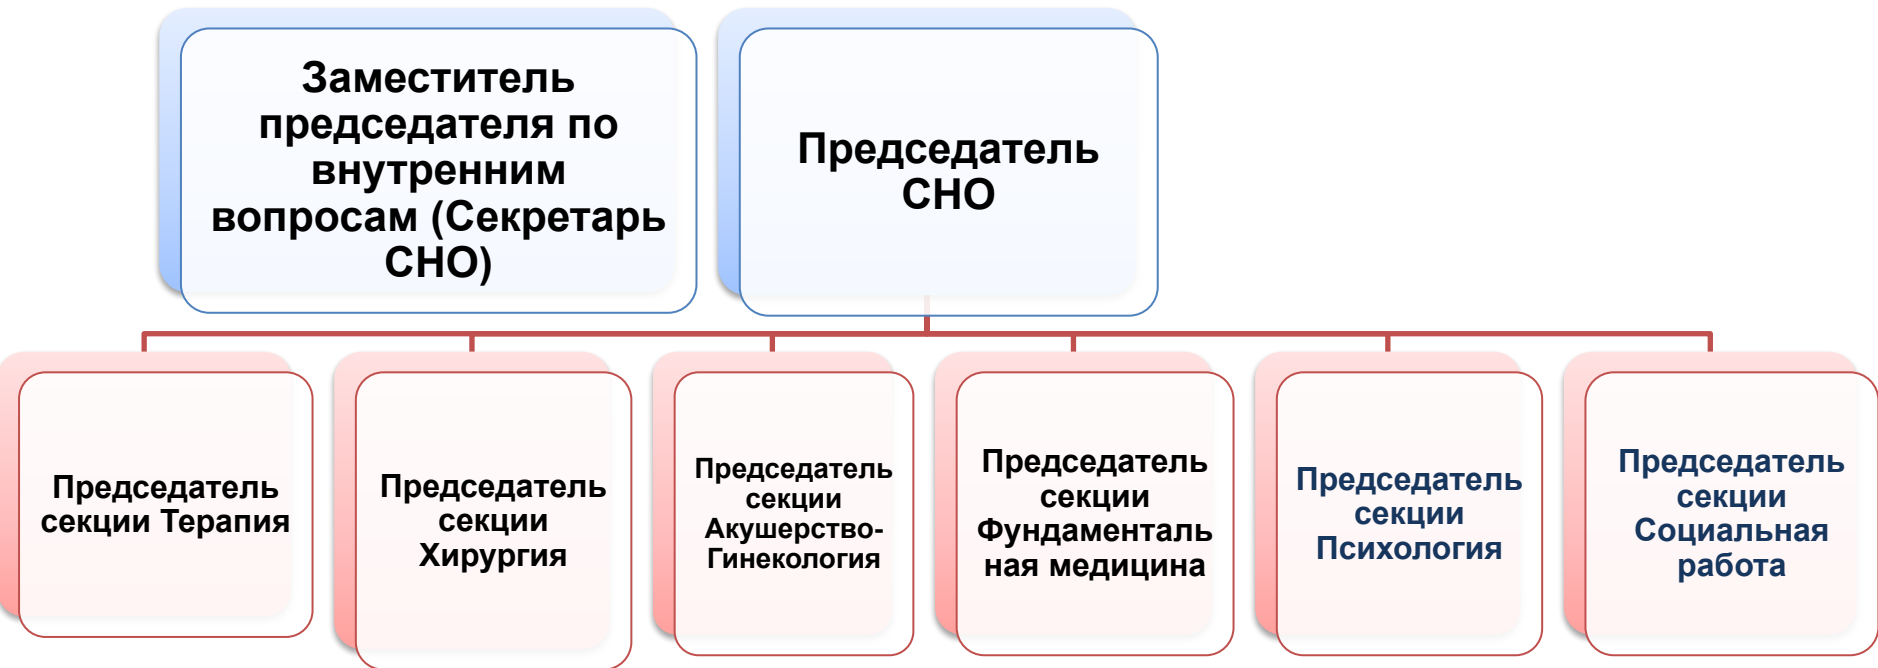 Заместитель
председателя по
внутренним
вопросам (Секретарь
СНО)
Председатель
СНО
Председатель
секции Терапия
Председатель
секции
Хирургия
Председатель
секции
Акушерство-
Гинекология
Председатель
секции
Фундаменталь
ная медицина
Председатель
секции
Психология
Председатель
секции
Социальная
работа